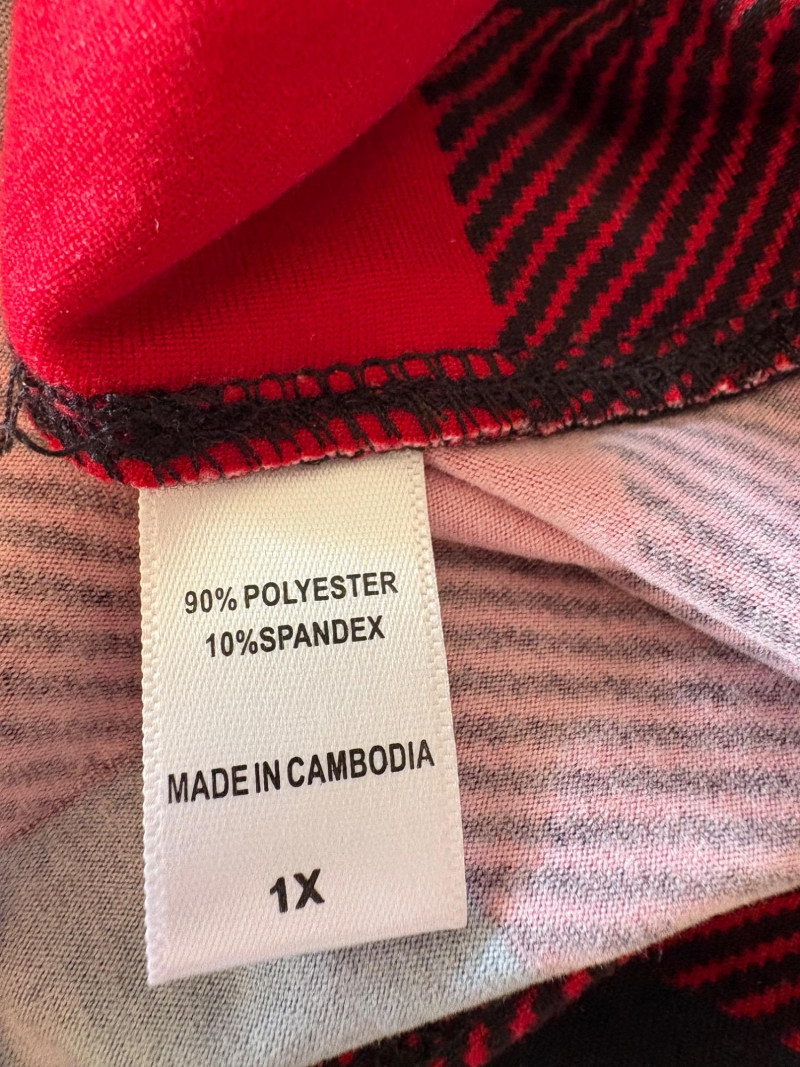 90% POLYESTER
10%SPANDEX
MADE IN CAMBODIA
1X